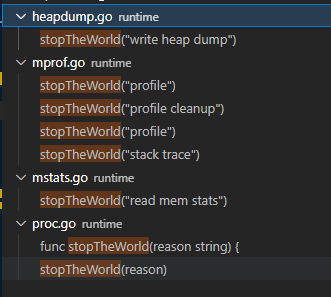 heapdump.go runtime
stopTheWorld("write heap dump")
mprof.go runtime
stopTheWorld("profile")
stopTheWorld("profile cleanup")
stopTheWorld("profile")
stopTheWorld("stack trace")
mstats.go runtime
stopTheWorld("read mem stats")
proc.go runtime
func stopTheWorld(reason string) {
stopTheWorld(reason)